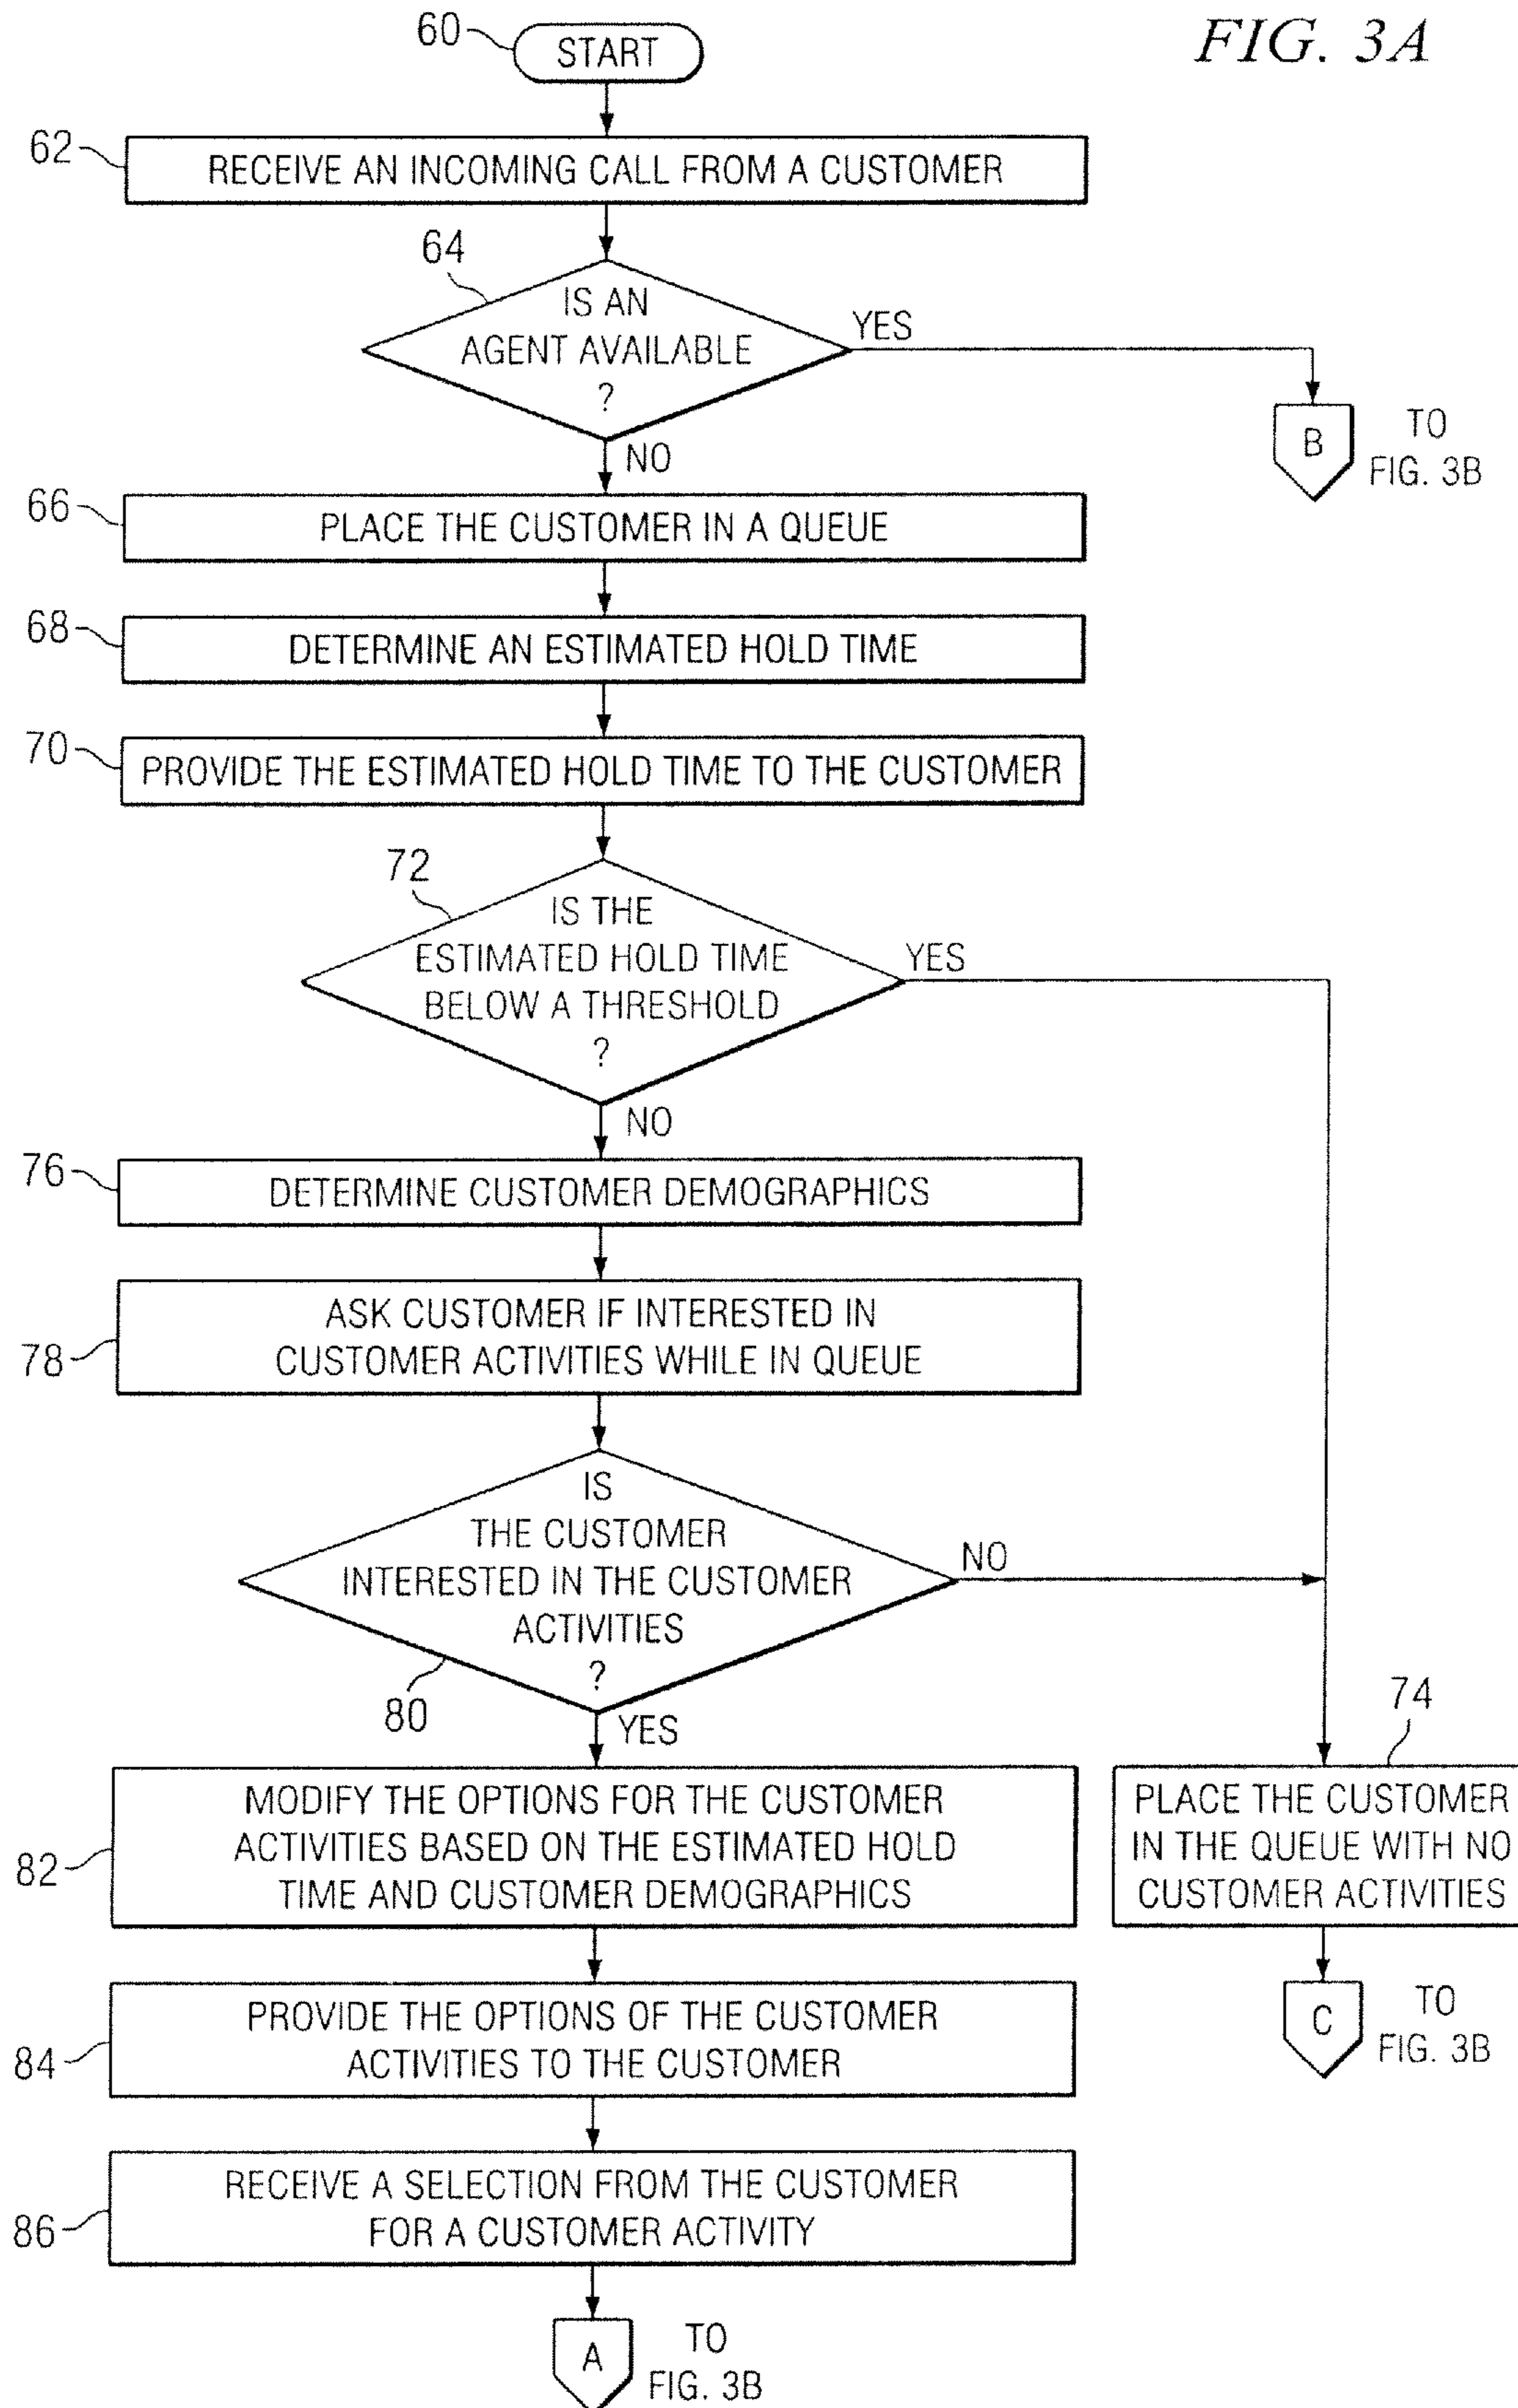 FIG. 3A
60
START
62
RECEIVE AN INCOMING CALL FROM A CUSTOMER
64
IS AN
AGENT AVAILABLE
?
YES
NO
B
TO
FIG. 3B
66
PLACE THE CUSTOMER IN A QUEUE
68
DETERMINE AN ESTIMATED HOLD TIME
70
PROVIDE THE ESTIMATED HOLD TIME TO THE CUSTOMER
72
IS THE
ESTIMATED HOLD TIME
BELOW A THRESHOLD
?
YES
NO
76
DETERMINE CUSTOMER DEMOGRAPHICS
78
ASK CUSTOMER IF INTERESTED IN
CUSTOMER ACTIVITIES WHILE IN QUEUE
IS
THE CUSTOMER
INTERESTED IN THE CUSTOMER
ACTIVITIES
?
NO
80
YES
74
PLACE THE CUSTOMER
IN THE QUEUE WITH NO
CUSTOMER ACTIVITIES
82
MODIFY THE OPTIONS FOR THE CUSTOMER
ACTIVITIES BASED ON THE ESTIMATED HOLD
TIME AND CUSTOMER DEMOGRAPHICS
C
TO
FIG. 3B
84
PROVIDE THE OPTIONS OF THE CUSTOMER
ACTIVITIES TO THE CUSTOMER
86
RECEIVE A SELECTION FROM THE CUSTOMER
FOR A CUSTOMER ACTIVITY
A
TO
FIG. 3B